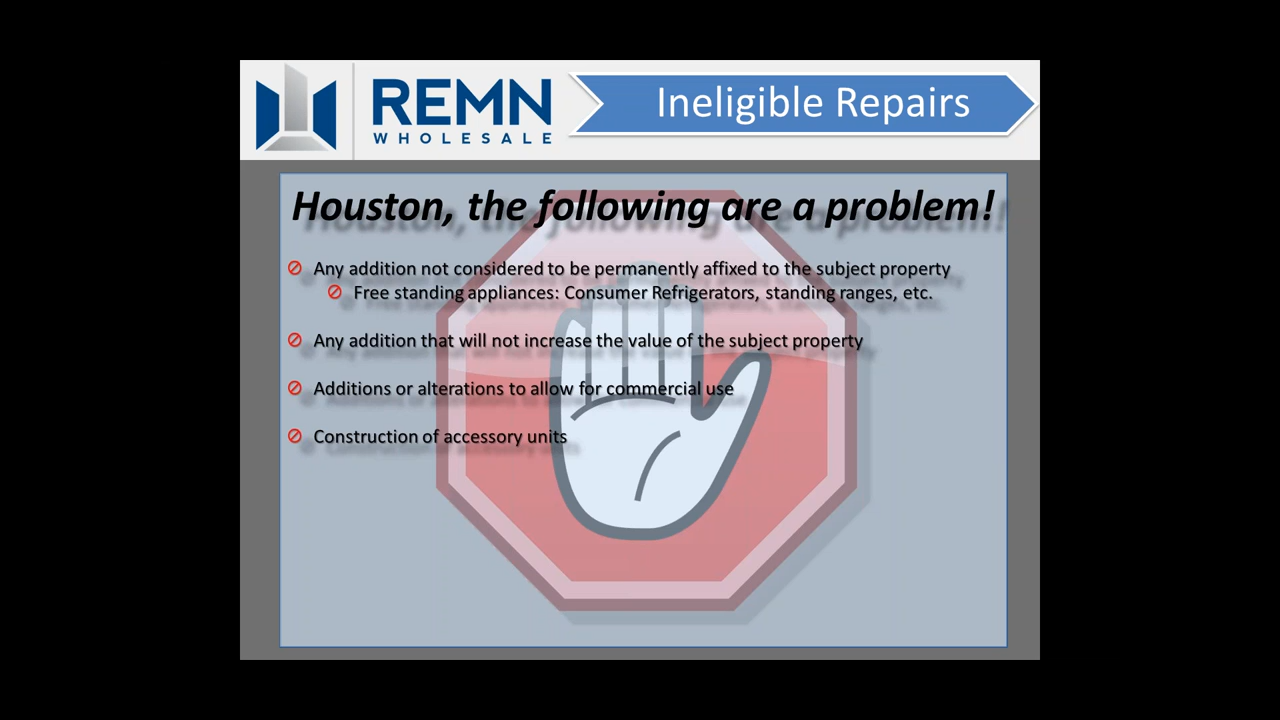 REMN
WHOLESALE
Ineligible Repairs
Houston, the following are a problem!
Any addition not considered to be permanently affixed to the subject property
Free standing appliances: Consumer Refrigerators, standing ranges, etc.
Any addition that will not increase the value of the subject property
Additions or alterations to allow for commercial use
Construction of accessory units